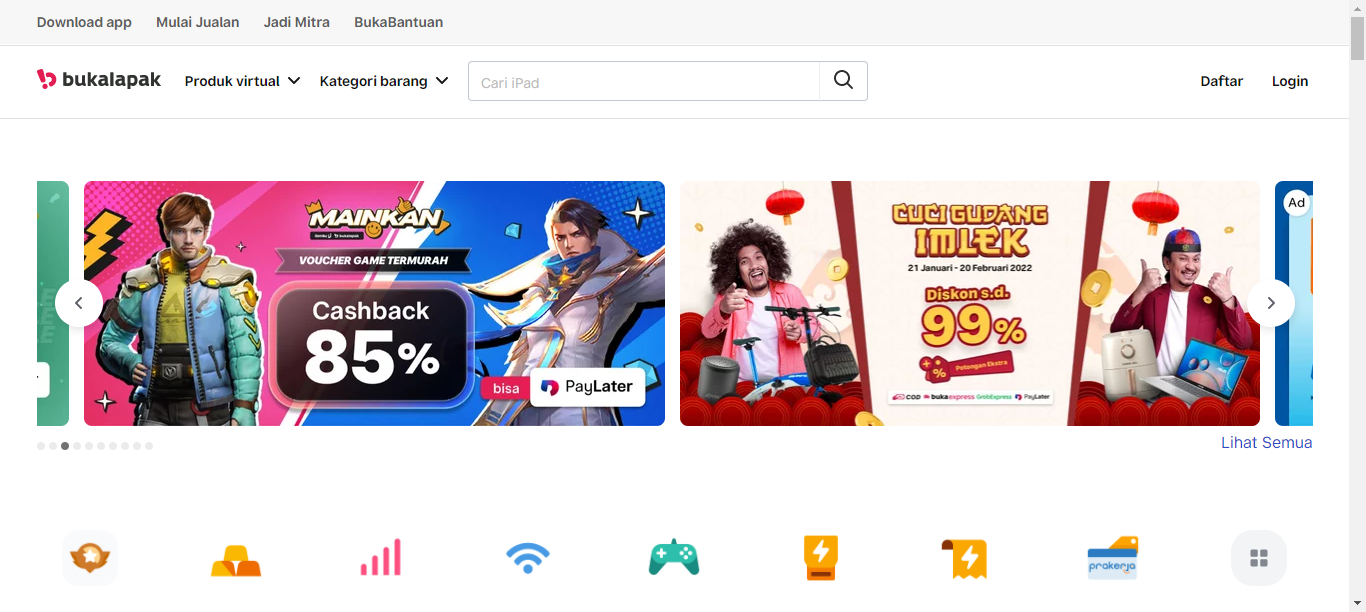 Download app Mulai Jualan Jadi Mitra BukaBantuan
bukalapak Produk virtual Kategori barang Cari iPad Daftar Login
MAINKAN
VOUCHER GAME TERMURAH
Cashback
85%
bisa PayLater
CUCI GUDANG
IMLEK
21 Januari - 20 Februari 2022
Diskon s.d.
99%
Potongan Ekstra
COD bukaexpress GrabExpress PayLater
Ad
Lihat Semua
prakerja